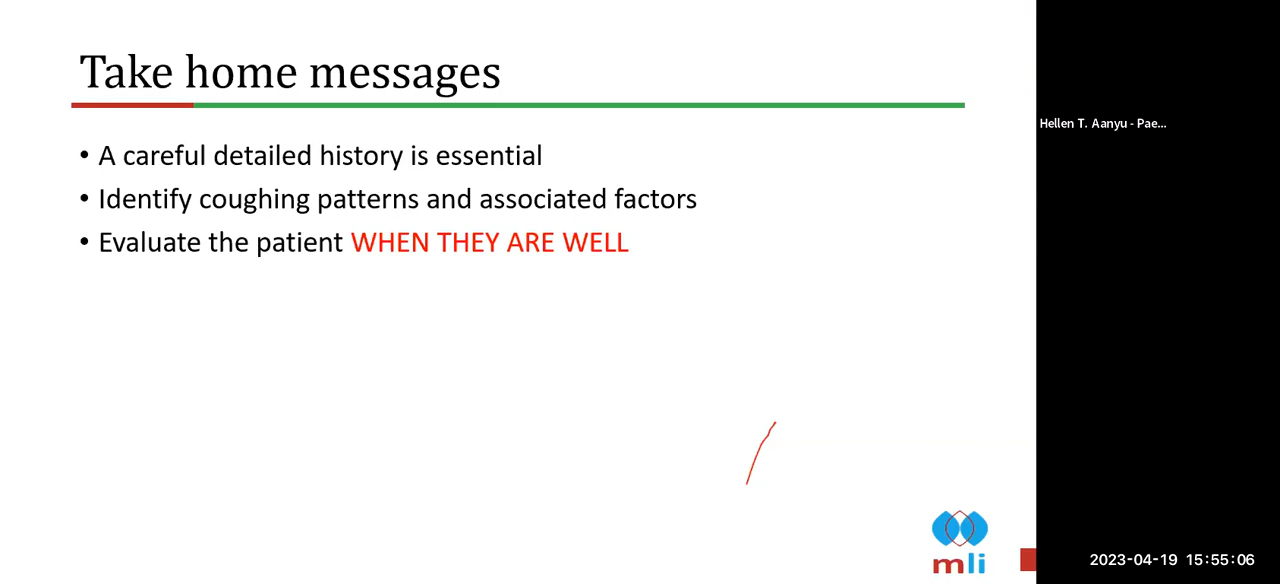 Take home messages
• A careful detailed history is essential
• Identify coughing patterns and associated factors
• Evaluate the patient WHEN THEY ARE WELL
Hellen T. Aanyu - Pae...
mli
2023-04-19 15:55:06